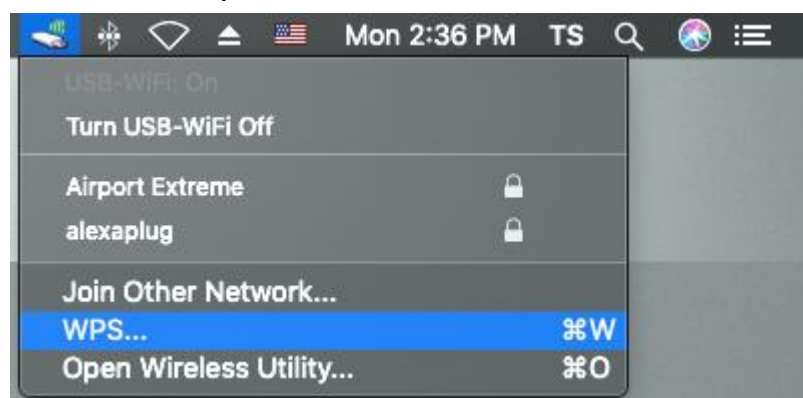 Mon 2:36 PM TS
USB-WiFi: On
Turn USB-WiFi Off
Airport Extreme
alexaplug
Join Other Network...
WPS... ⌘W
Open Wireless Utility... ⌘O